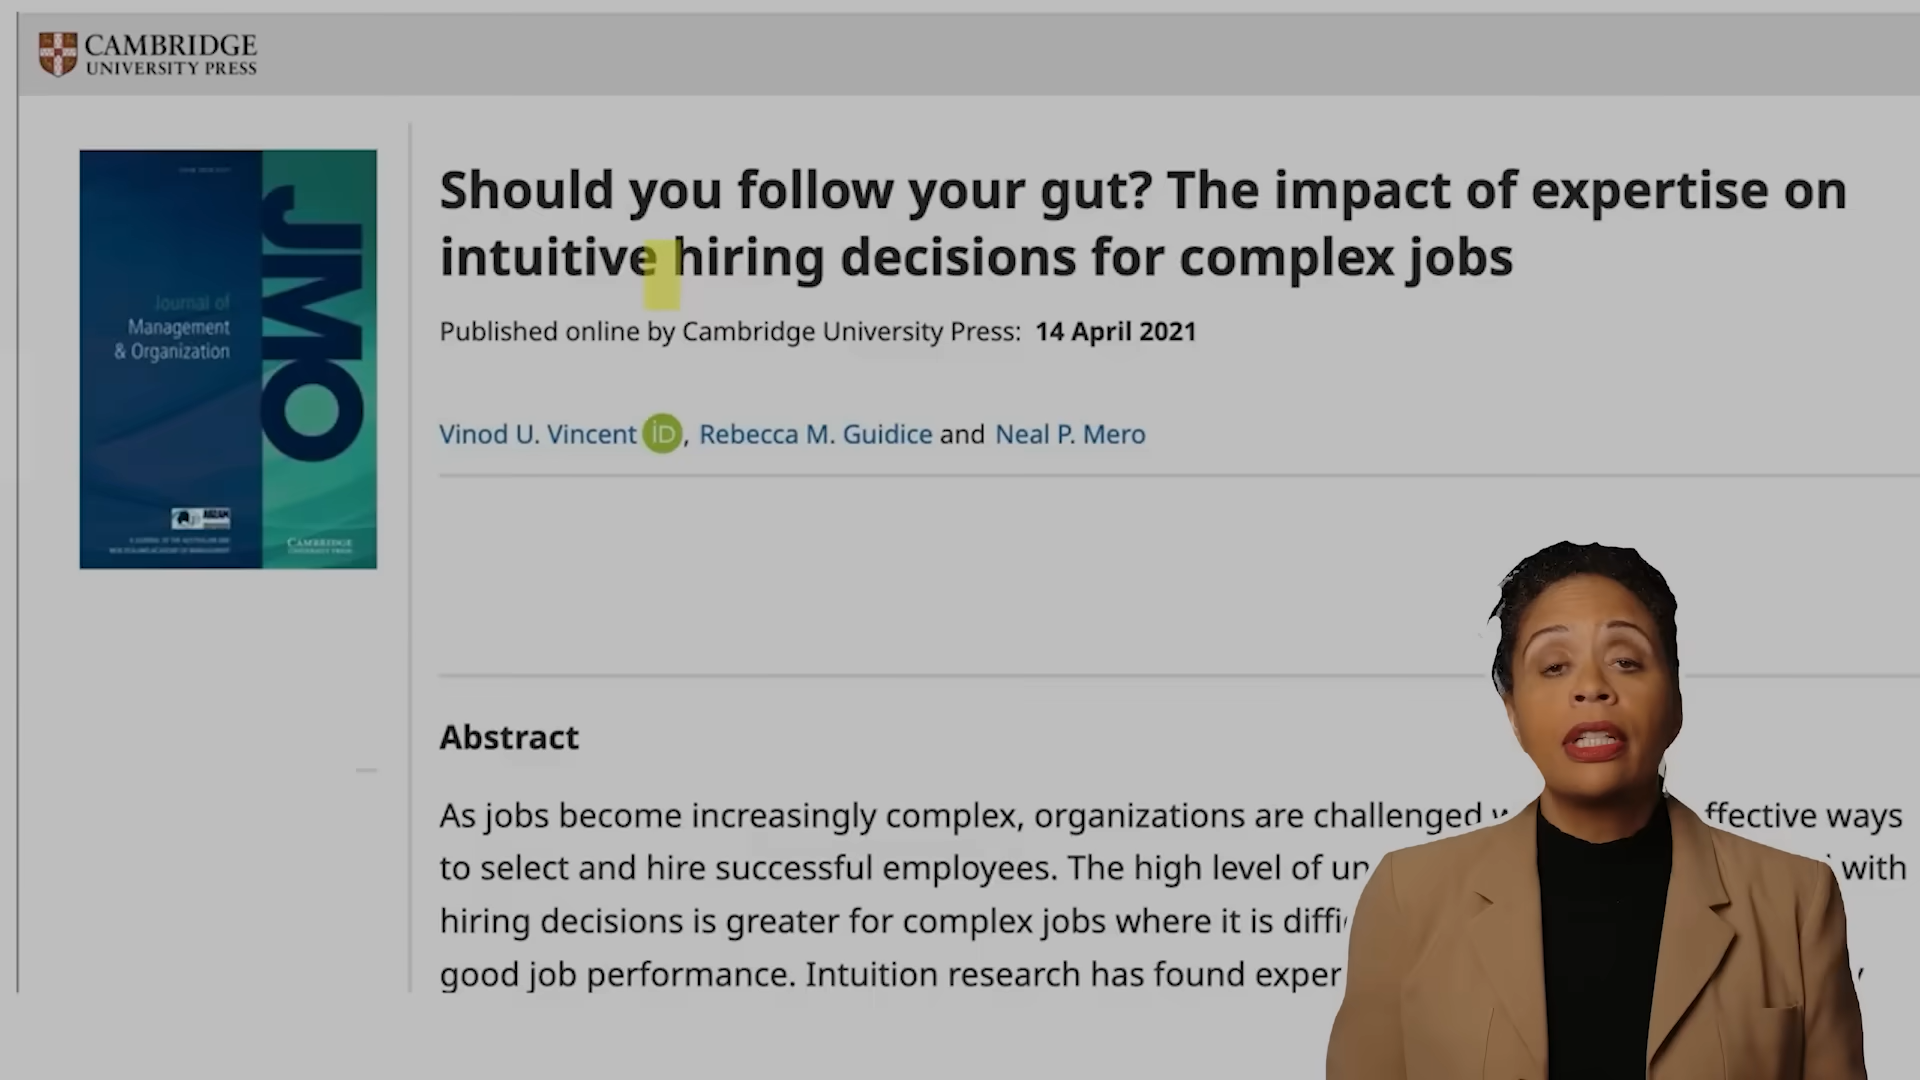 CAMBRIDGE
UNIVERSITY PRESS
JMO
Journal of
Management
& Organization
CAMBRIDGE
UNIVERSITY PRESS
Should you follow your gut? The impact of expertise on
intuitive hiring decisions for complex jobs
Published online by Cambridge University Press: 14 April 2021
Vinod U. Vincent iD, Rebecca M. Guidice and Neal P. Mero
Abstract
As jobs become increasingly complex, organizations are challenged ffective ways
to select and hire successful employees. The high level of un with
hiring decisions is greater for complex jobs where it is diffi
good job performance. Intuition research has found exper